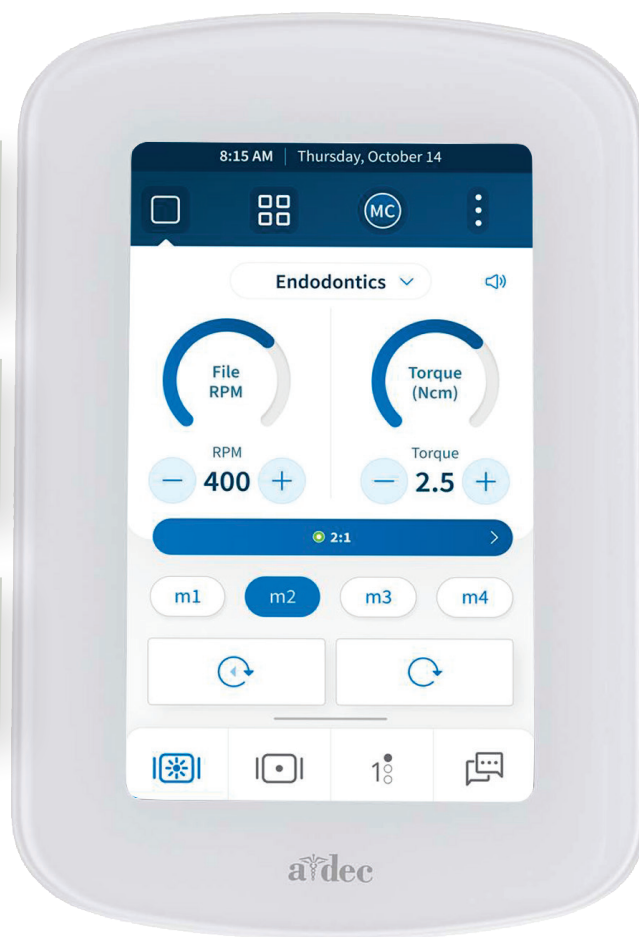 8:15 AM | Thursday, October 14
MC
Endodontics
File
RPM
Torque
(Ncm)
RPM
400
Torque
2.5
2:1
m1 m2 m3 m4
1
a dec